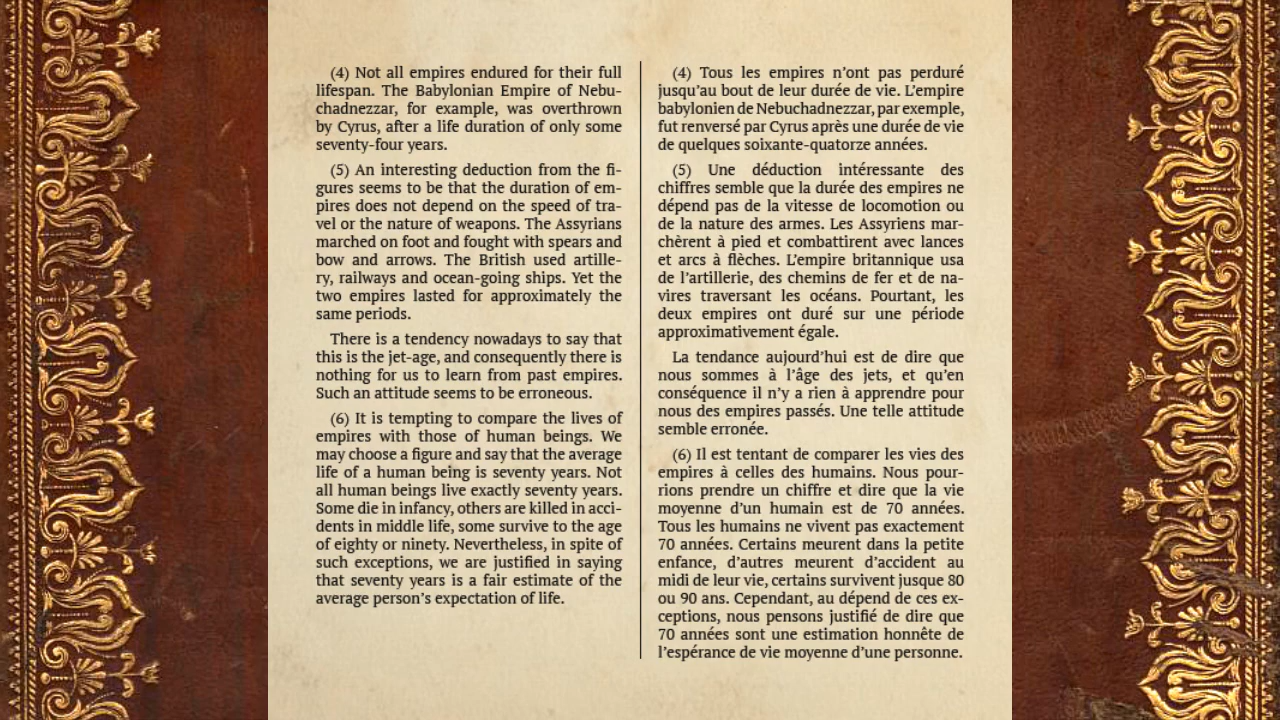 (4) Not all empires endured for their full
lifespan. The Babylonian Empire of Nebu-
chadnezzar, for example, was overthrown
by Cyrus, after a life duration of only some
seventy-four years.
(5) An interesting deduction from the fi-
gures seems to be that the duration of em-
pires does not depend on the speed of tra-
vel or the nature of weapons. The Assyrians
marched on foot and fought with spears and
bow and arrows. The British used artille-
ry, railways and ocean-going ships. Yet the
two empires lasted for approximately the
same periods.
There is a tendency nowadays to say that
this is the jet-age, and consequently there is
nothing for us to learn from past empires.
Such an attitude seems to be erroneous.
(6) It is tempting to compare the lives of
empires with those of human beings. We
may choose a figure and say that the average
life of a human being is seventy years. Not
all human beings live exactly seventy years.
Some die in infancy, others are killed in acci-
dents in middle life, some survive to the age
of eighty or ninety. Nevertheless, in spite of
such exceptions, we are justified in saying
that seventy years is a fair estimate of the
average person’s expectation of life.
(4) Tous les empires n’ont pas perduré
jusqu’au bout de leur durée de vie. L’empire
babylonien de Nebuchadnezzar, par exemple,
fut renversé par Cyrus après une durée de vie
de quelques soixante-quatorze années.
(5) Une déduction intéressante des
chiffres semble que la durée des empires ne
dépend pas de la vitesse de locomotion ou
de la nature des armes. Les Assyriens mar-
chèrent à pied et combattirent avec lances
et arcs à flèches. L’empire britannique usa
de l’artillerie, des chemins de fer et de na-
vires traversant les océans. Pourtant, les
deux empires ont duré sur une période
approximativement égale.
La tendance aujourd’hui est de dire que
nous sommes à l’âge des jets, et qu’en
conséquence il n’y a rien à apprendre pour
nous des empires passés. Une telle attitude
semble erronée.
(6) Il est tentant de comparer les vies des
empires à celles des humains. Nous pour-
rions prendre un chiffre et dire que la vie
moyenne d’un humain est de 70 années.
Tous les humains ne vivent pas exactement
70 années. Certains meurent dans la petite
enfance, d’autres meurent d’accident au
midi de leur vie, certains survivent jusque 80
ou 90 ans. Cependant, au dépend de ces ex-
ceptions, nous pensons justifié de dire que
70 années sont une estimation honnête de
l’espérance de vie moyenne d’une personne.